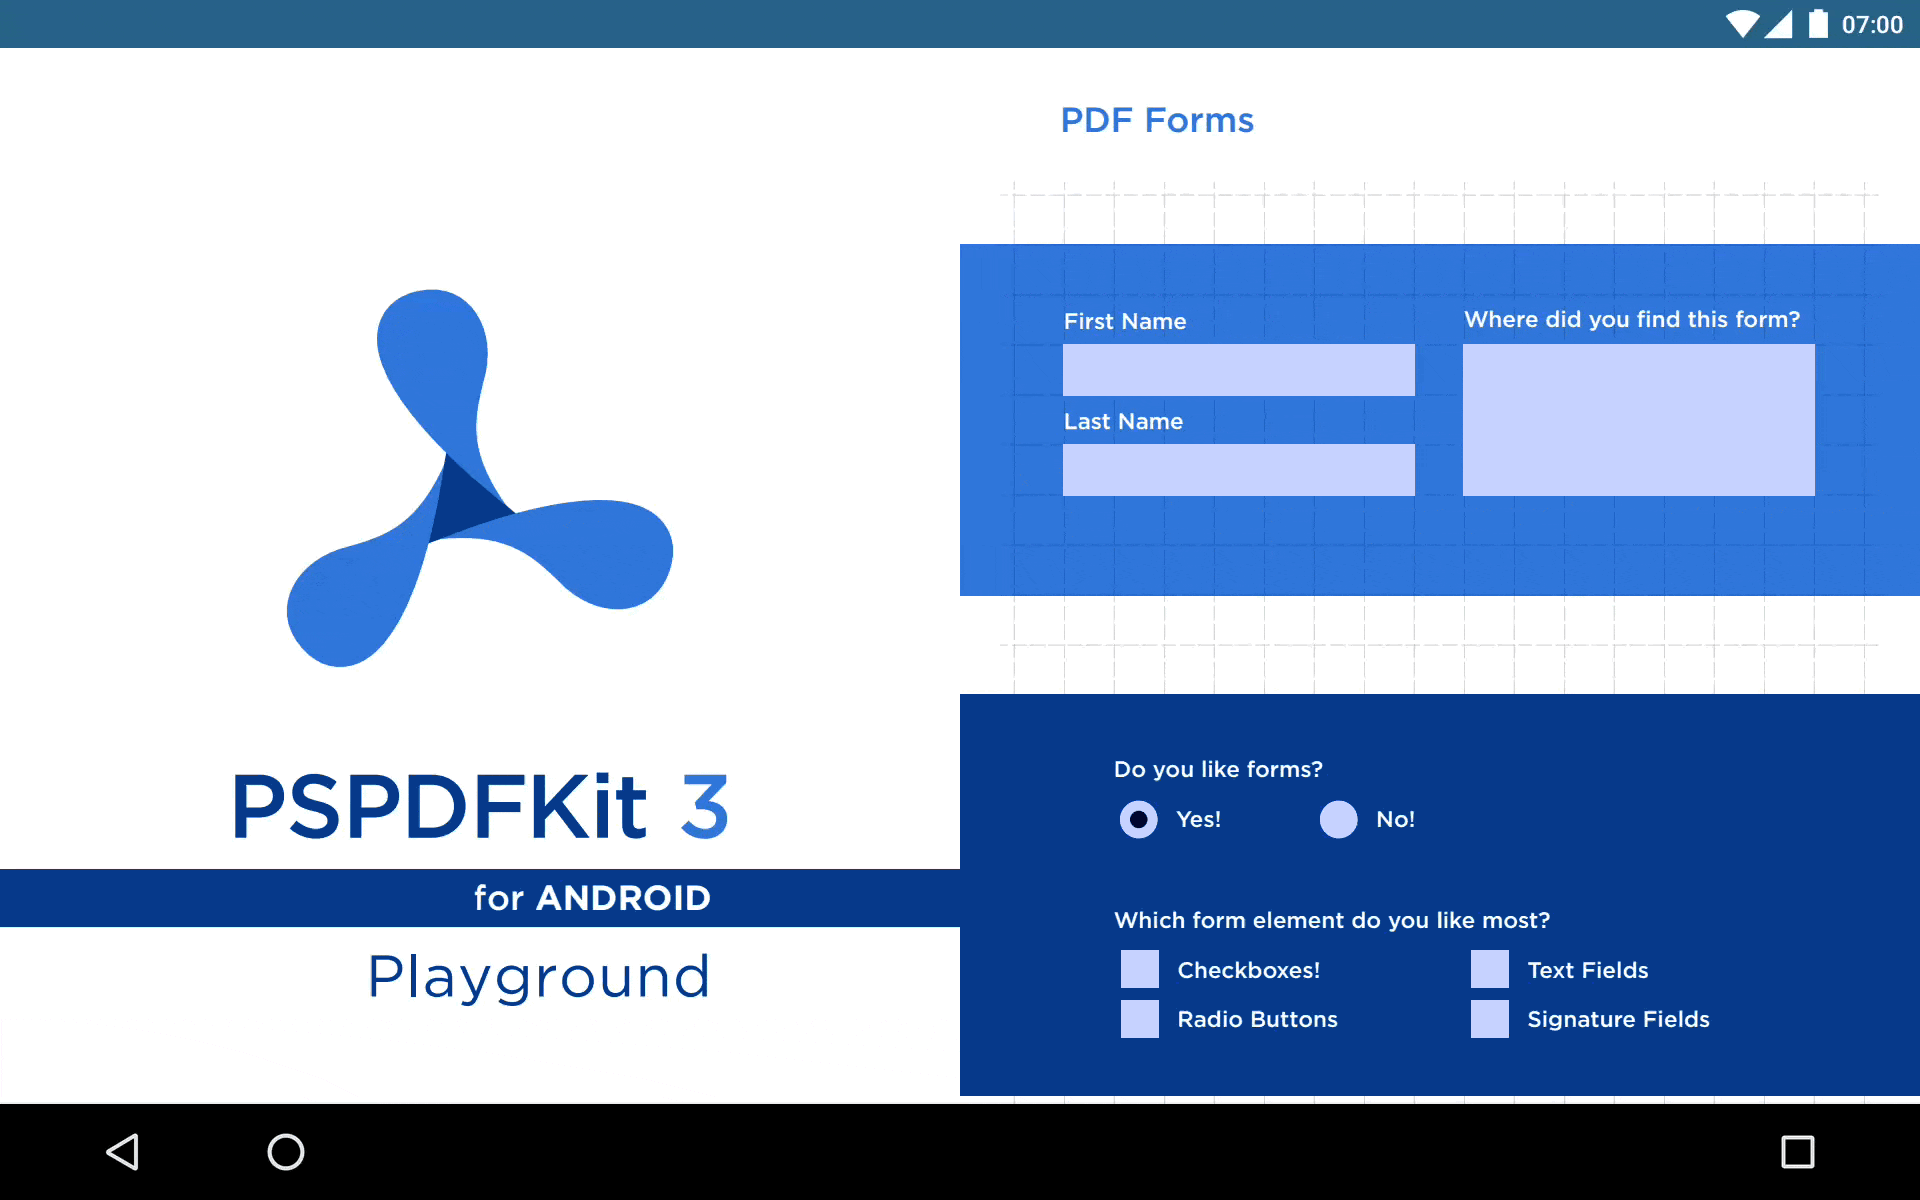 07:00
PSPDFKit 3
for ANDROID
Playground
PDF Forms
First Name
Last Name
Where did you find this form?
Do you like forms?
Yes! No!
Which form element do you like most?
Checkboxes! Text Fields
Radio Buttons Signature Fields